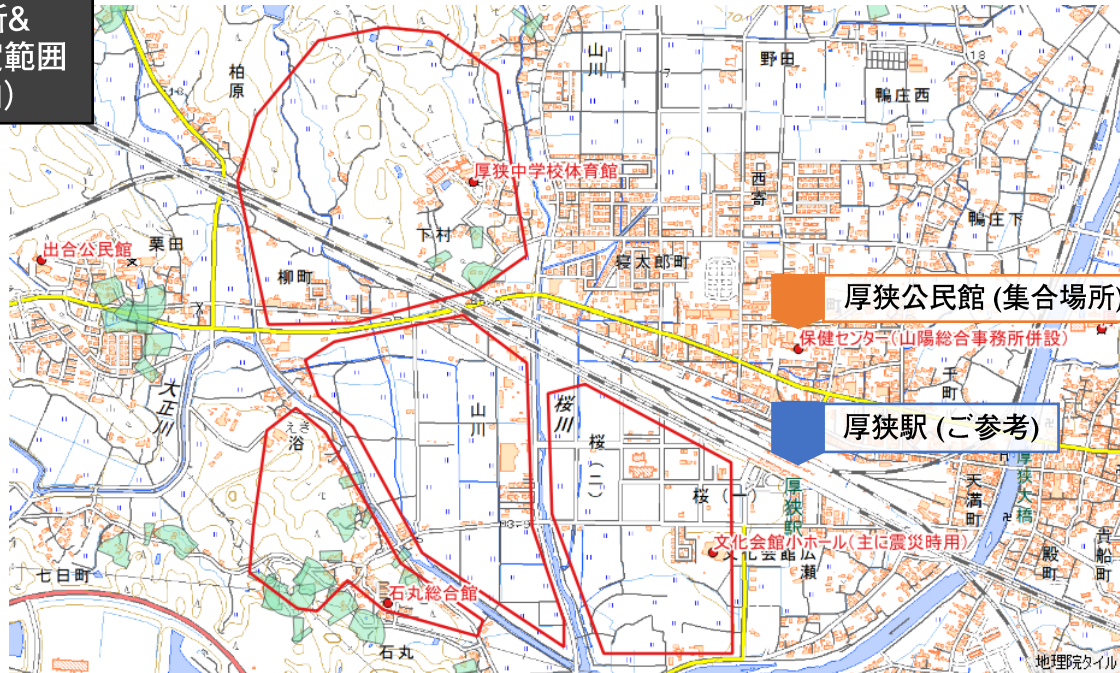 所&
範囲
柏原
山川
野田
鴨庄西
厚狭中学校体育館
西寄
鴨庄下
出合公民館
栗田
下村
寝太郎町
柳町
厚狭公民館 (集合場所)
保健センター(山陽総合事務所併設)
大正川
千町
えき
浴
山川
桜川
桜(二)
厚狭駅 (ご参考)
桜(一)
厚狭駅
天満町
厚狭大橋
文化会館小ホール(主に震災時用)
広瀬
殿町
貴船町
七日町
石丸総合館
石丸
地理院タイル